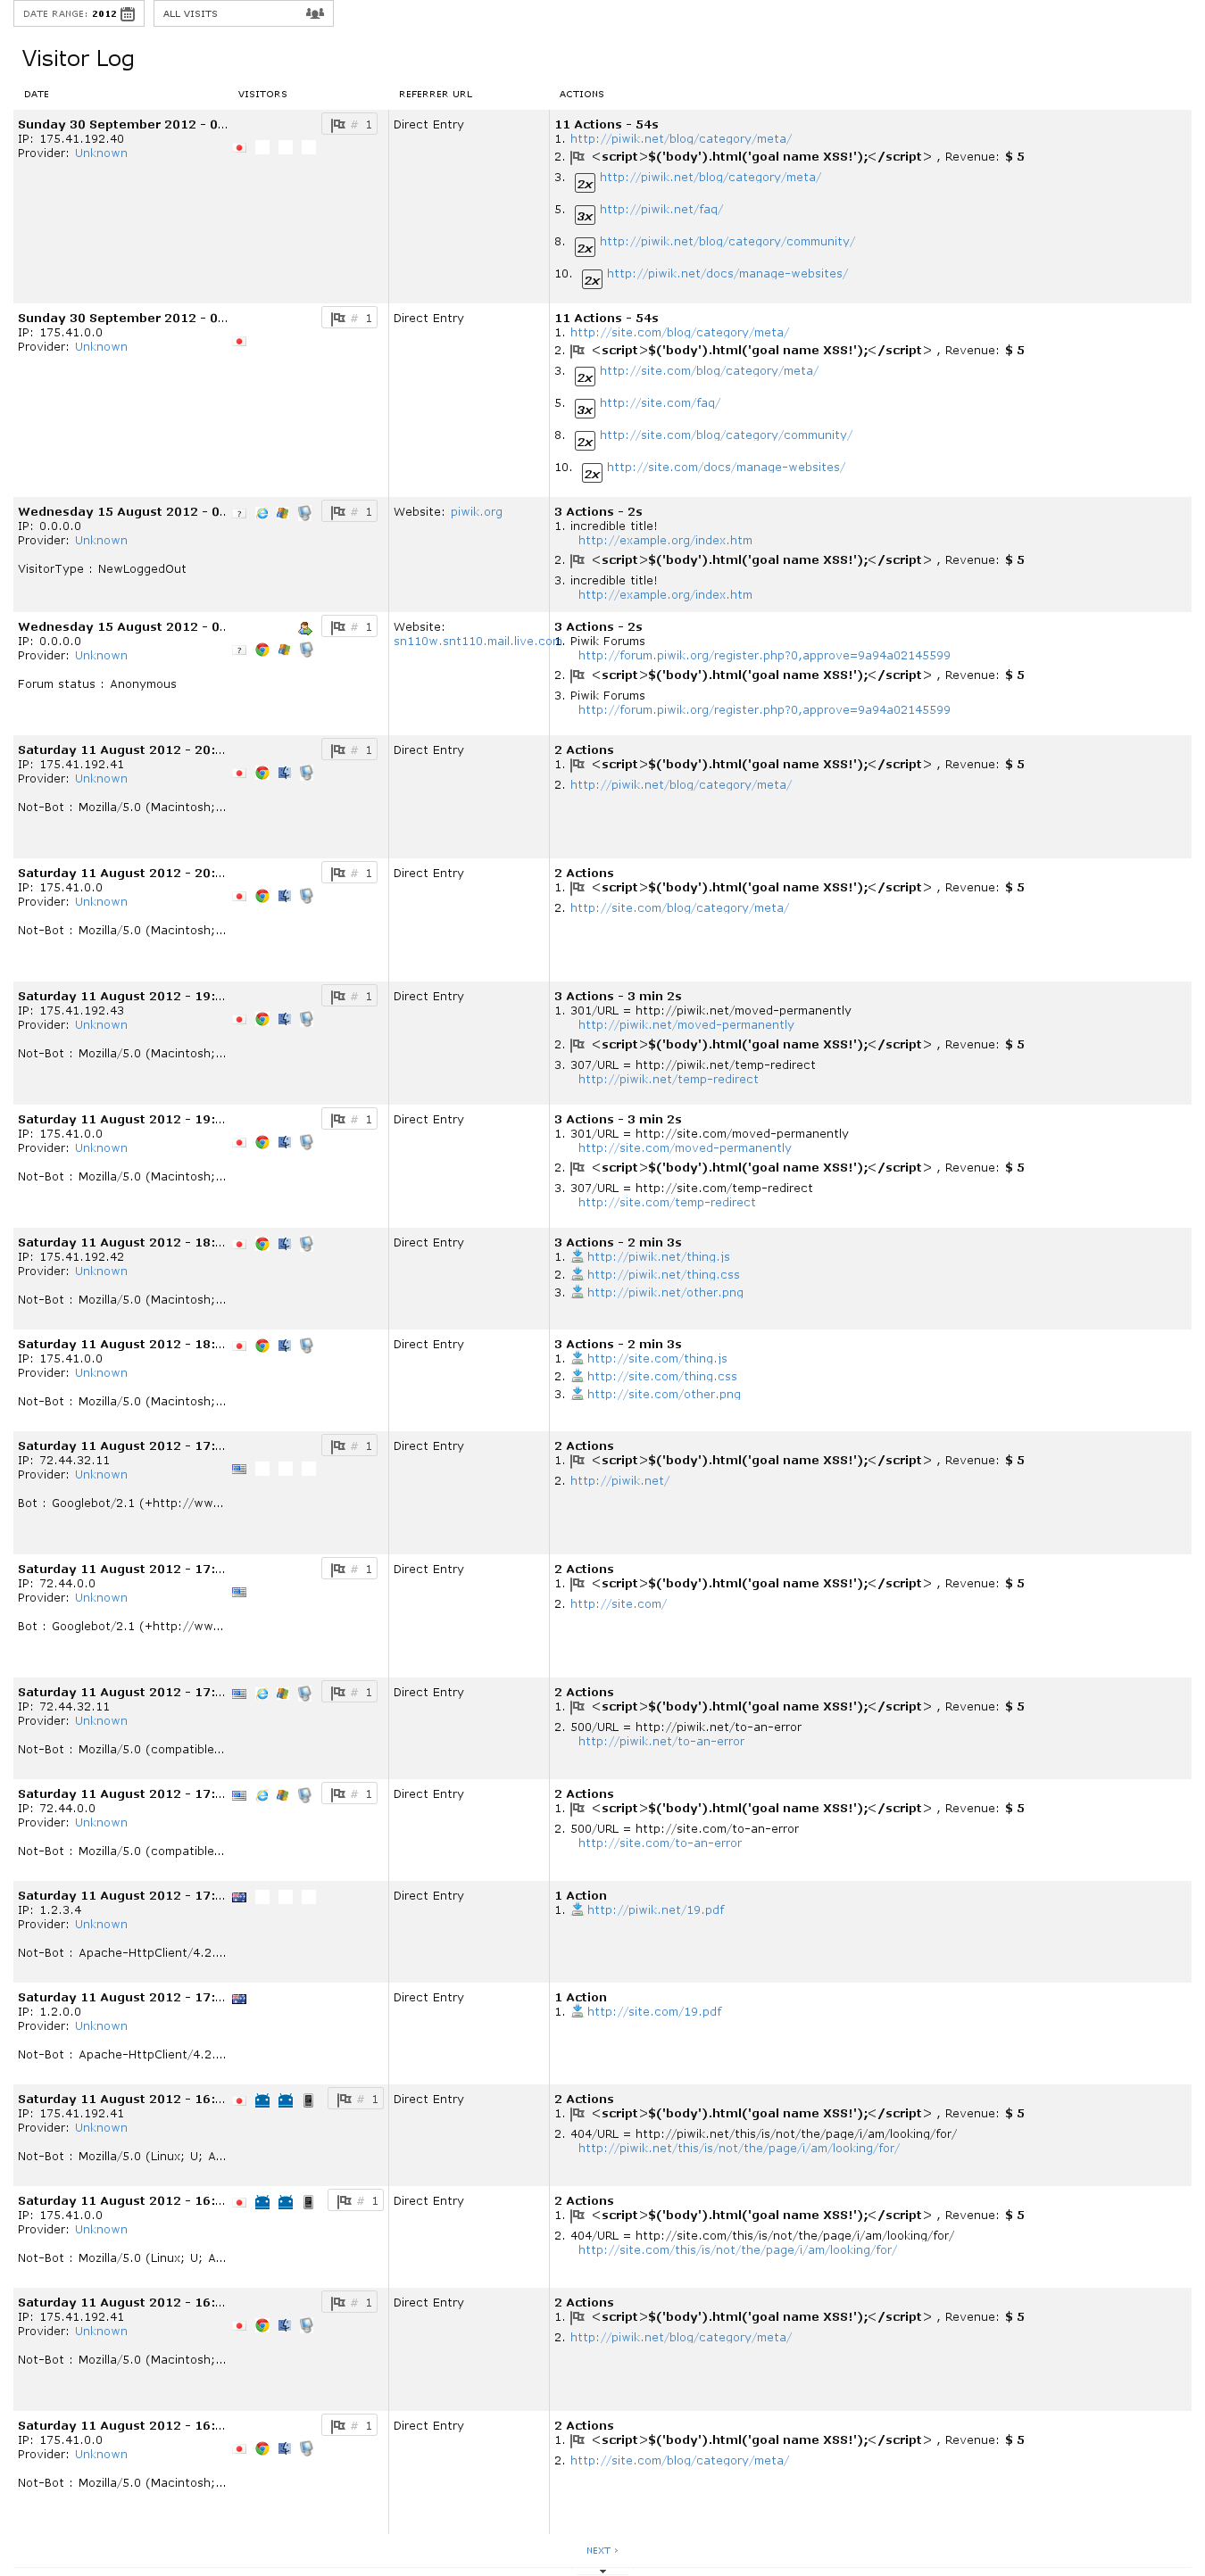 DATE RANGE: 2012
ALL VISITS
Visitor Log
DATE VISITORS REFERRER URL ACTIONS
Sunday 30 September 2012 - 0... # 1 Direct Entry 11 Actions - 54s
IP: 175.41.192.40 1. http://piwik.net/blog/category/meta/
Provider: Unknown 2. <script>$('body').html('goal name XSS!');</script> , Revenue: $ 5
3. 2x http://piwik.net/blog/category/meta/
5. 3x http://piwik.net/faq/
8. 2x http://piwik.net/blog/category/community/
10. 2x http://piwik.net/docs/manage-websites/
Sunday 30 September 2012 - 0... # 1 Direct Entry 11 Actions - 54s
IP: 175.41.0.0 1. http://site.com/blog/category/meta/
Provider: Unknown 2. <script>$('body').html('goal name XSS!');</script> , Revenue: $ 5
3. 2x http://site.com/blog/category/meta/
5. 3x http://site.com/faq/
8. 2x http://site.com/blog/category/community/
10. 2x http://site.com/docs/manage-websites/
Wednesday 15 August 2012 - 0.. ? # 1 Website: piwik.org 3 Actions - 2s
IP: 0.0.0.0 1. incredible title!
Provider: Unknown http://example.org/index.htm
2. <script>$('body').html('goal name XSS!');</script> , Revenue: $ 5
VisitorType : NewLoggedOut
3. incredible title!
http://example.org/index.htm
Wednesday 15 August 2012 - 0.. # 1 Website: 3 Actions - 2s
IP: 0.0.0.0 sn110w.snt110.mail.live.com 1. Piwik Forums
Provider: Unknown ? http://forum.piwik.org/register.php?0,approve=9a94a02145599
2. <script>$('body').html('goal name XSS!');</script> , Revenue: $ 5
Forum status : Anonymous
3. Piwik Forums
http://forum.piwik.org/register.php?0,approve=9a94a02145599
Saturday 11 August 2012 - 20:... # 1 Direct Entry 2 Actions
IP: 175.41.192.41 1. <script>$('body').html('goal name XSS!');</script> , Revenue: $ 5
Provider: Unknown 2. http://piwik.net/blog/category/meta/
Not-Bot : Mozilla/5.0 (Macintosh;...
Saturday 11 August 2012 - 20:... # 1 Direct Entry 2 Actions
IP: 175.41.0.0 1. <script>$('body').html('goal name XSS!');</script> , Revenue: $ 5
Provider: Unknown 2. http://site.com/blog/category/meta/
Not-Bot : Mozilla/5.0 (Macintosh;...
Saturday 11 August 2012 - 19:... # 1 Direct Entry 3 Actions - 3 min 2s
IP: 175.41.192.43 1. 301/URL = http://piwik.net/moved-permanently
Provider: Unknown http://piwik.net/moved-permanently
2. <script>$('body').html('goal name XSS!');</script> , Revenue: $ 5
Not-Bot : Mozilla/5.0 (Macintosh;...
3. 307/URL = http://piwik.net/temp-redirect
http://piwik.net/temp-redirect
Saturday 11 August 2012 - 19:... # 1 Direct Entry 3 Actions - 3 min 2s
IP: 175.41.0.0 1. 301/URL = http://site.com/moved-permanently
Provider: Unknown http://site.com/moved-permanently
2. <script>$('body').html('goal name XSS!');</script> , Revenue: $ 5
Not-Bot : Mozilla/5.0 (Macintosh;...
3. 307/URL = http://site.com/temp-redirect
http://site.com/temp-redirect
Saturday 11 August 2012 - 18:... Direct Entry 3 Actions - 2 min 3s
IP: 175.41.192.42 1. http://piwik.net/thing.js
Provider: Unknown 2. http://piwik.net/thing.css
3. http://piwik.net/other.png
Not-Bot : Mozilla/5.0 (Macintosh;...
Saturday 11 August 2012 - 18:... Direct Entry 3 Actions - 2 min 3s
IP: 175.41.0.0 1. http://site.com/thing.js
Provider: Unknown 2. http://site.com/thing.css
3. http://site.com/other.png
Not-Bot : Mozilla/5.0 (Macintosh;...
Saturday 11 August 2012 - 17:... # 1 Direct Entry 2 Actions
IP: 72.44.32.11 1. <script>$('body').html('goal name XSS!');</script> , Revenue: $ 5
Provider: Unknown 2. http://piwik.net/
Bot : Googlebot/2.1 (+http://ww...
Saturday 11 August 2012 - 17:... # 1 Direct Entry 2 Actions
IP: 72.44.0.0 1. <script>$('body').html('goal name XSS!');</script> , Revenue: $ 5
Provider: Unknown 2. http://site.com/
Bot : Googlebot/2.1 (+http://ww...
Saturday 11 August 2012 - 17:... # 1 Direct Entry 2 Actions
IP: 72.44.32.11 1. <script>$('body').html('goal name XSS!');</script> , Revenue: $ 5
Provider: Unknown 2. 500/URL = http://piwik.net/to-an-error
http://piwik.net/to-an-error
Not-Bot : Mozilla/5.0 (compatible...
Saturday 11 August 2012 - 17:... # 1 Direct Entry 2 Actions
IP: 72.44.0.0 1. <script>$('body').html('goal name XSS!');</script> , Revenue: $ 5
Provider: Unknown 2. 500/URL = http://site.com/to-an-error
http://site.com/to-an-error
Not-Bot : Mozilla/5.0 (compatible...
Saturday 11 August 2012 - 17:... Direct Entry 1 Action
IP: 1.2.3.4 1. http://piwik.net/19.pdf
Provider: Unknown
Not-Bot : Apache-HttpClient/4.2....
Saturday 11 August 2012 - 17:... Direct Entry 1 Action
IP: 1.2.0.0 1. http://site.com/19.pdf
Provider: Unknown
Not-Bot : Apache-HttpClient/4.2....
Saturday 11 August 2012 - 16:... # 1 Direct Entry 2 Actions
IP: 175.41.192.41 1. <script>$('body').html('goal name XSS!');</script> , Revenue: $ 5
Provider: Unknown 2. 404/URL = http://piwik.net/this/is/not/the/page/i/am/looking/for/
http://piwik.net/this/is/not/the/page/i/am/looking/for/
Not-Bot : Mozilla/5.0 (Linux; U; A...
Saturday 11 August 2012 - 16:... # 1 Direct Entry 2 Actions
IP: 175.41.0.0 1. <script>$('body').html('goal name XSS!');</script> , Revenue: $ 5
Provider: Unknown 2. 404/URL = http://site.com/this/is/not/the/page/i/am/looking/for/
http://site.com/this/is/not/the/page/i/am/looking/for/
Not-Bot : Mozilla/5.0 (Linux; U; A...
Saturday 11 August 2012 - 16:... # 1 Direct Entry 2 Actions
IP: 175.41.192.41 1. <script>$('body').html('goal name XSS!');</script> , Revenue: $ 5
Provider: Unknown 2. http://piwik.net/blog/category/meta/
Not-Bot : Mozilla/5.0 (Macintosh;...
Saturday 11 August 2012 - 16:... # 1 Direct Entry 2 Actions
IP: 175.41.0.0 1. <script>$('body').html('goal name XSS!');</script> , Revenue: $ 5
Provider: Unknown 2. http://site.com/blog/category/meta/
Not-Bot : Mozilla/5.0 (Macintosh;...
NEXT ›